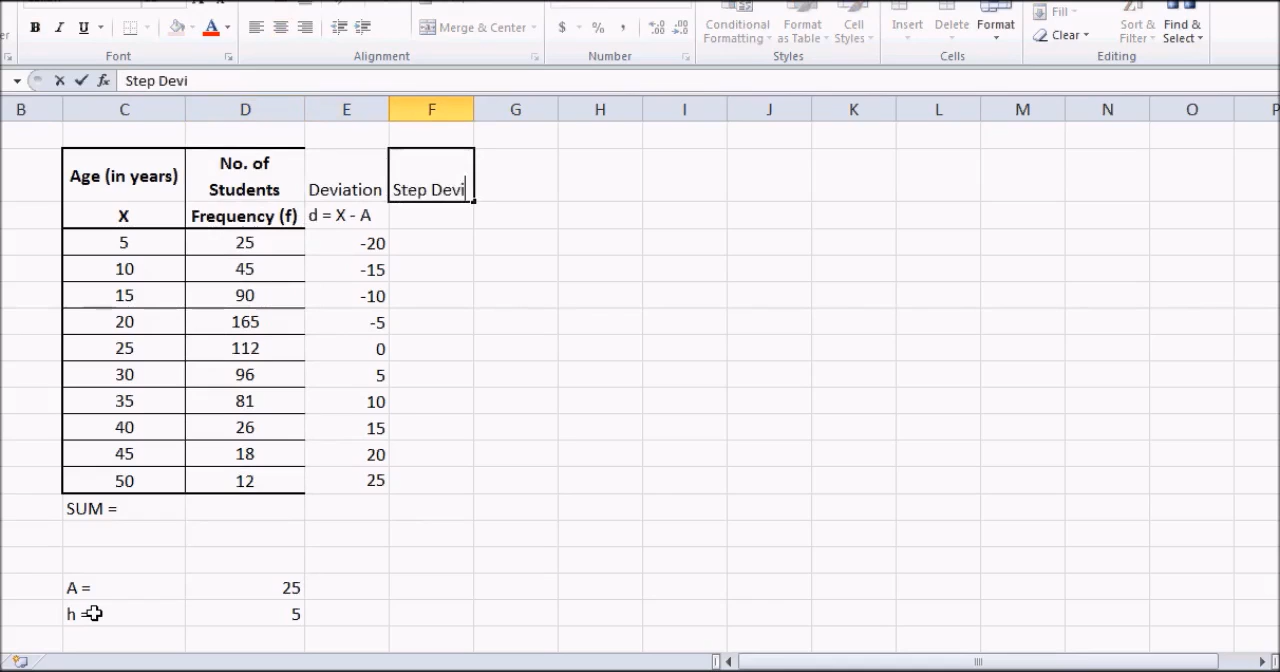 B I U
Merge & Center
$ % ,
Conditional Formatting
Format as Table
Cell Styles
Insert
Delete
Format
Fill
Clear
Sort & Filter
Find & Select
Font
Alignment
Number
Styles
Cells
Editing
fx Step Devi
B C D E F G H I J K L M N O P
Age (in years) No. of Students Deviation Step Devi
X Frequency (f) d = X - A
5 25 -20
10 45 -15
15 90 -10
20 165 -5
25 112 0
30 96 5
35 81 10
40 26 15
45 18 20
50 12 25
SUM =
A = 25
h = 5